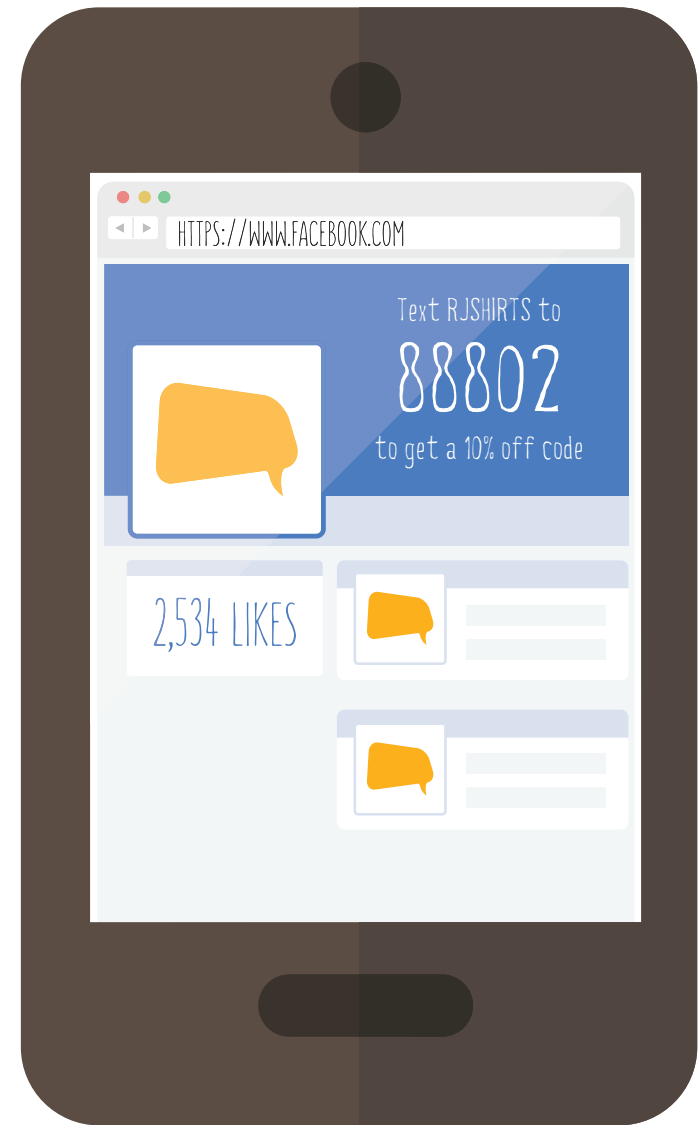 HTTPS://WWW.FACEBOOK.COM
Text RJSHIRTS to
88802
to get a 10% off code
2,534 LIKES